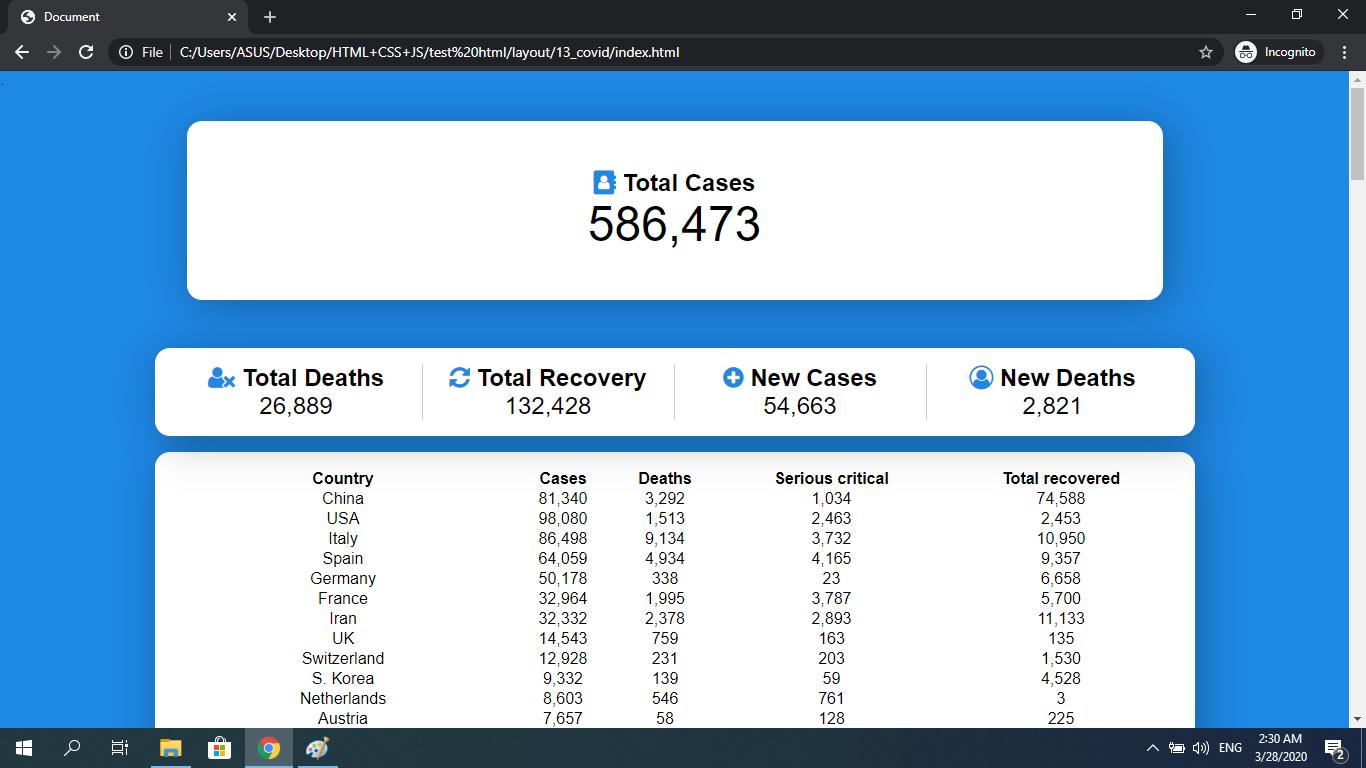 Document
File
C:/Users/ASUS/Desktop/HTML+CSS+JS/test%20html/layout/13_covid/index.html
Incognito
Total Cases
586,473
Total Deaths Total Recovery New Cases New Deaths
26,889 132,428 54,663 2,821
Country Cases Deaths Serious critical Total recovered
China 81,340 3,292 1,034 74,588
USA 98,080 1,513 2,463 2,453
Italy 86,498 9,134 3,732 10,950
Spain 64,059 4,934 4,165 9,357
Germany 50,178 338 23 6,658
France 32,964 1,995 3,787 5,700
Iran 32,332 2,378 2,893 11,133
UK 14,543 759 163 135
Switzerland 12,928 231 203 1,530
S. Korea 9,332 139 59 4,528
Netherlands 8,603 546 761 3
Austria 7,657 58 128 225
ENG
2:30 AM
3/28/2020
2